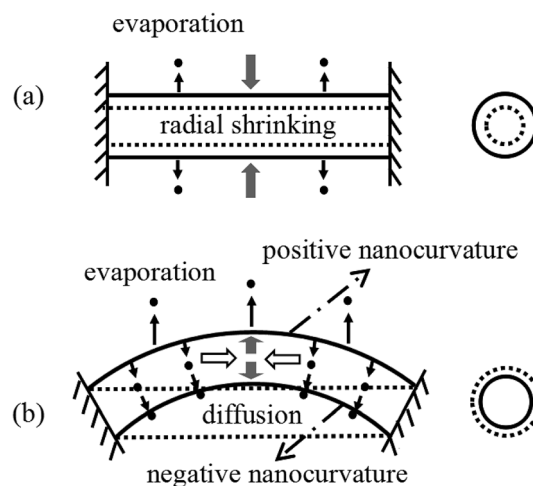 evaporation
(a)
radial shrinking
positive nanocurvature
evaporation
(b)
diffusion
negative nanocurvature